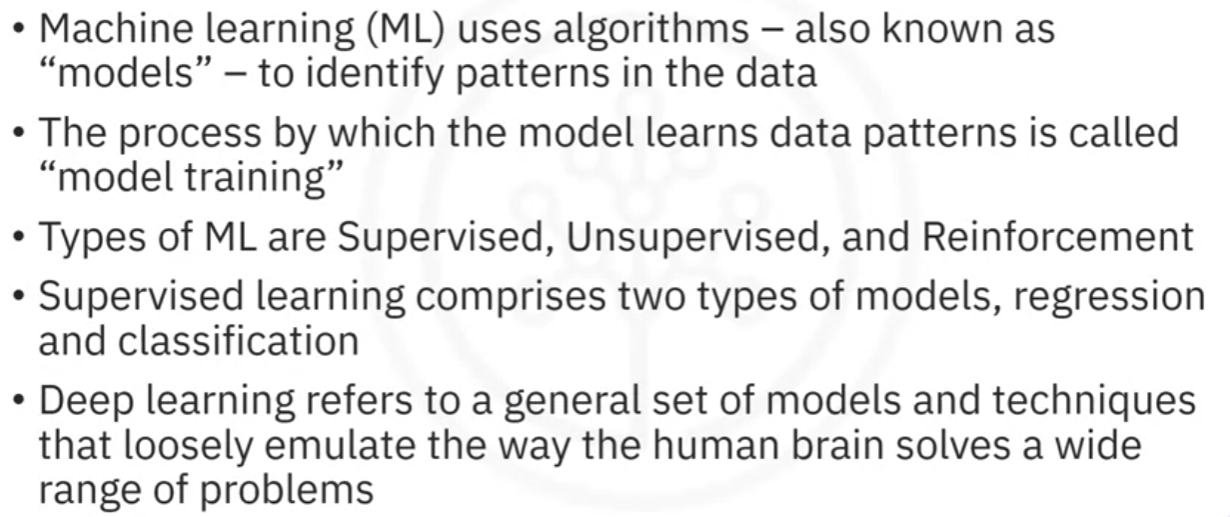 • Machine learning (ML) uses algorithms – also known as
“models” – to identify patterns in the data
• The process by which the model learns data patterns is called
“model training”
• Types of ML are Supervised, Unsupervised, and Reinforcement
• Supervised learning comprises two types of models, regression
and classification
• Deep learning refers to a general set of models and techniques
that loosely emulate the way the human brain solves a wide
range of problems